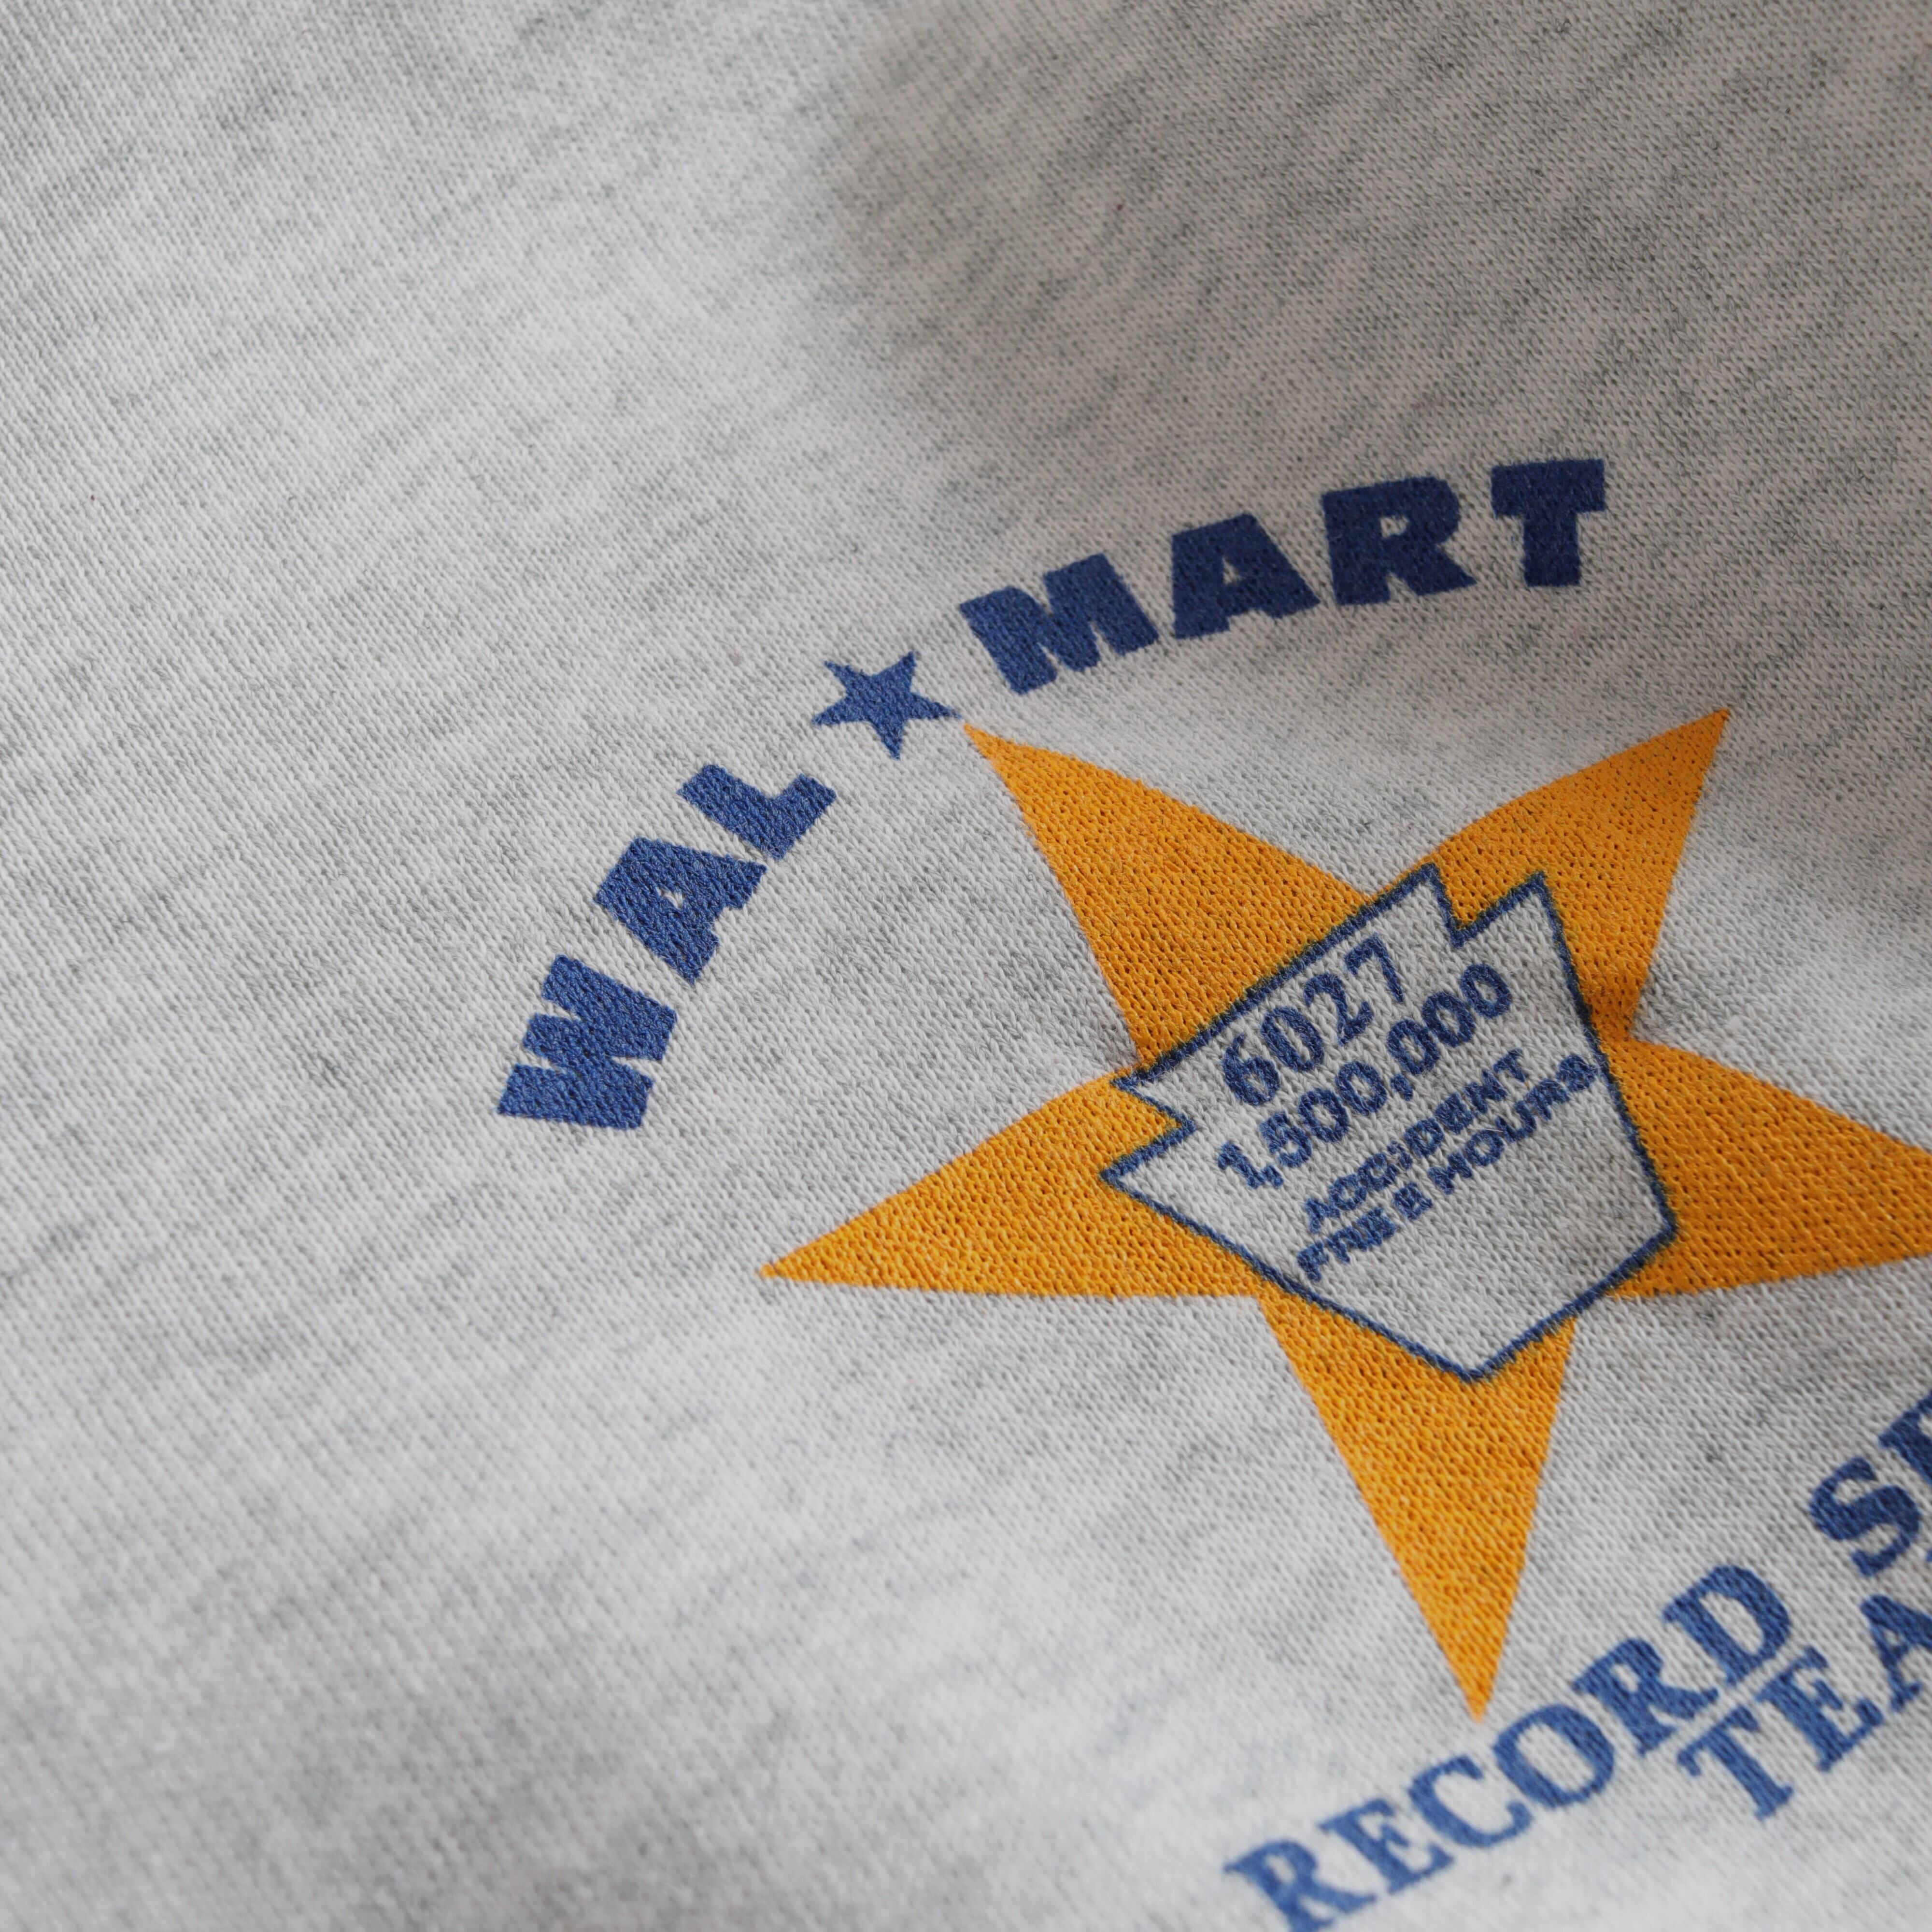 WAL★MART
6027
1,500,000
ACCIDENT
FREE HOURS
RECORD